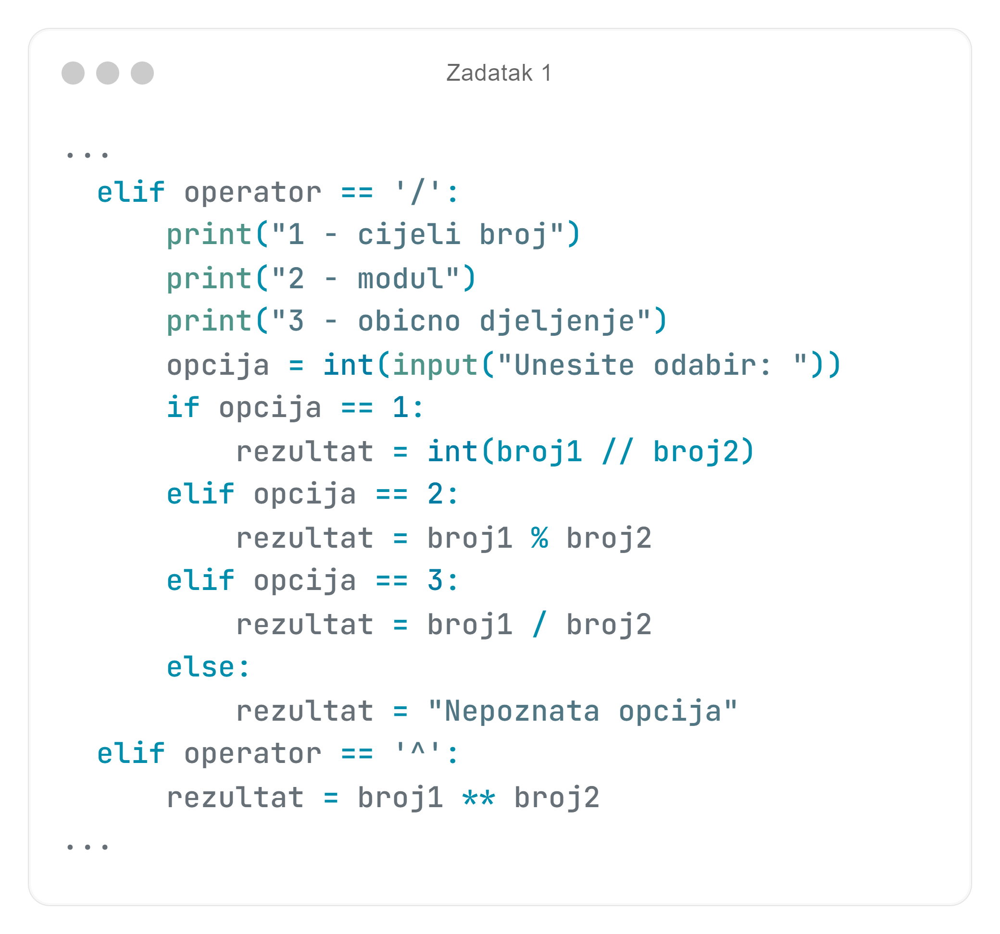 Zadatak 1
...
elif operator == '/':
print("1 - cijeli broj")
print("2 - modul")
print("3 - obicno djeljenje")
opcija = int(input("Unesite odabir: "))
if opcija == 1:
rezultat = int(broj1 // broj2)
elif opcija == 2:
rezultat = broj1 % broj2
elif opcija == 3:
rezultat = broj1 / broj2
else:
rezultat = "Nepoznata opcija"
elif operator == '^':
rezultat = broj1 ** broj2
...